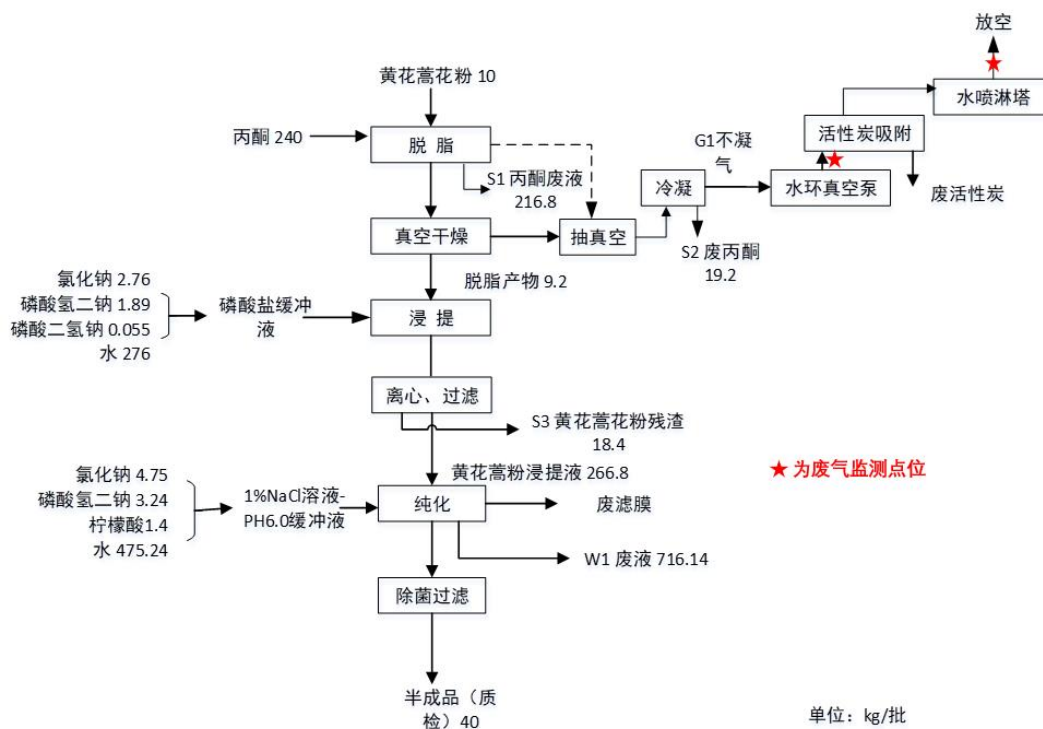 放空
黄花蒿花粉 10
水喷淋塔
丙酮 240
脱 脂
G1不凝
气
活性炭吸附
S1 丙酮废液
216.8
冷凝
水环真空泵
废活性炭
真空干燥
抽真空
S2 废丙酮
19.2
脱脂产物 9.2
氯化钠 2.76
磷酸氢二钠 1.89
磷酸二氢钠 0.055
水 276
磷酸盐缓冲
液
浸 提
离心、过滤
S3 黄花蒿花粉残渣
18.4
黄花蒿粉浸提液 266.8
★ 为废气监测点位
氯化钠 4.75
磷酸氢二钠 3.24
柠檬酸1.4
水 475.24
1%NaCl溶液-
PH6.0缓冲液
纯化
废滤膜
W1 废液 716.14
除菌过滤
半成品（质
检）40
单位：kg/批